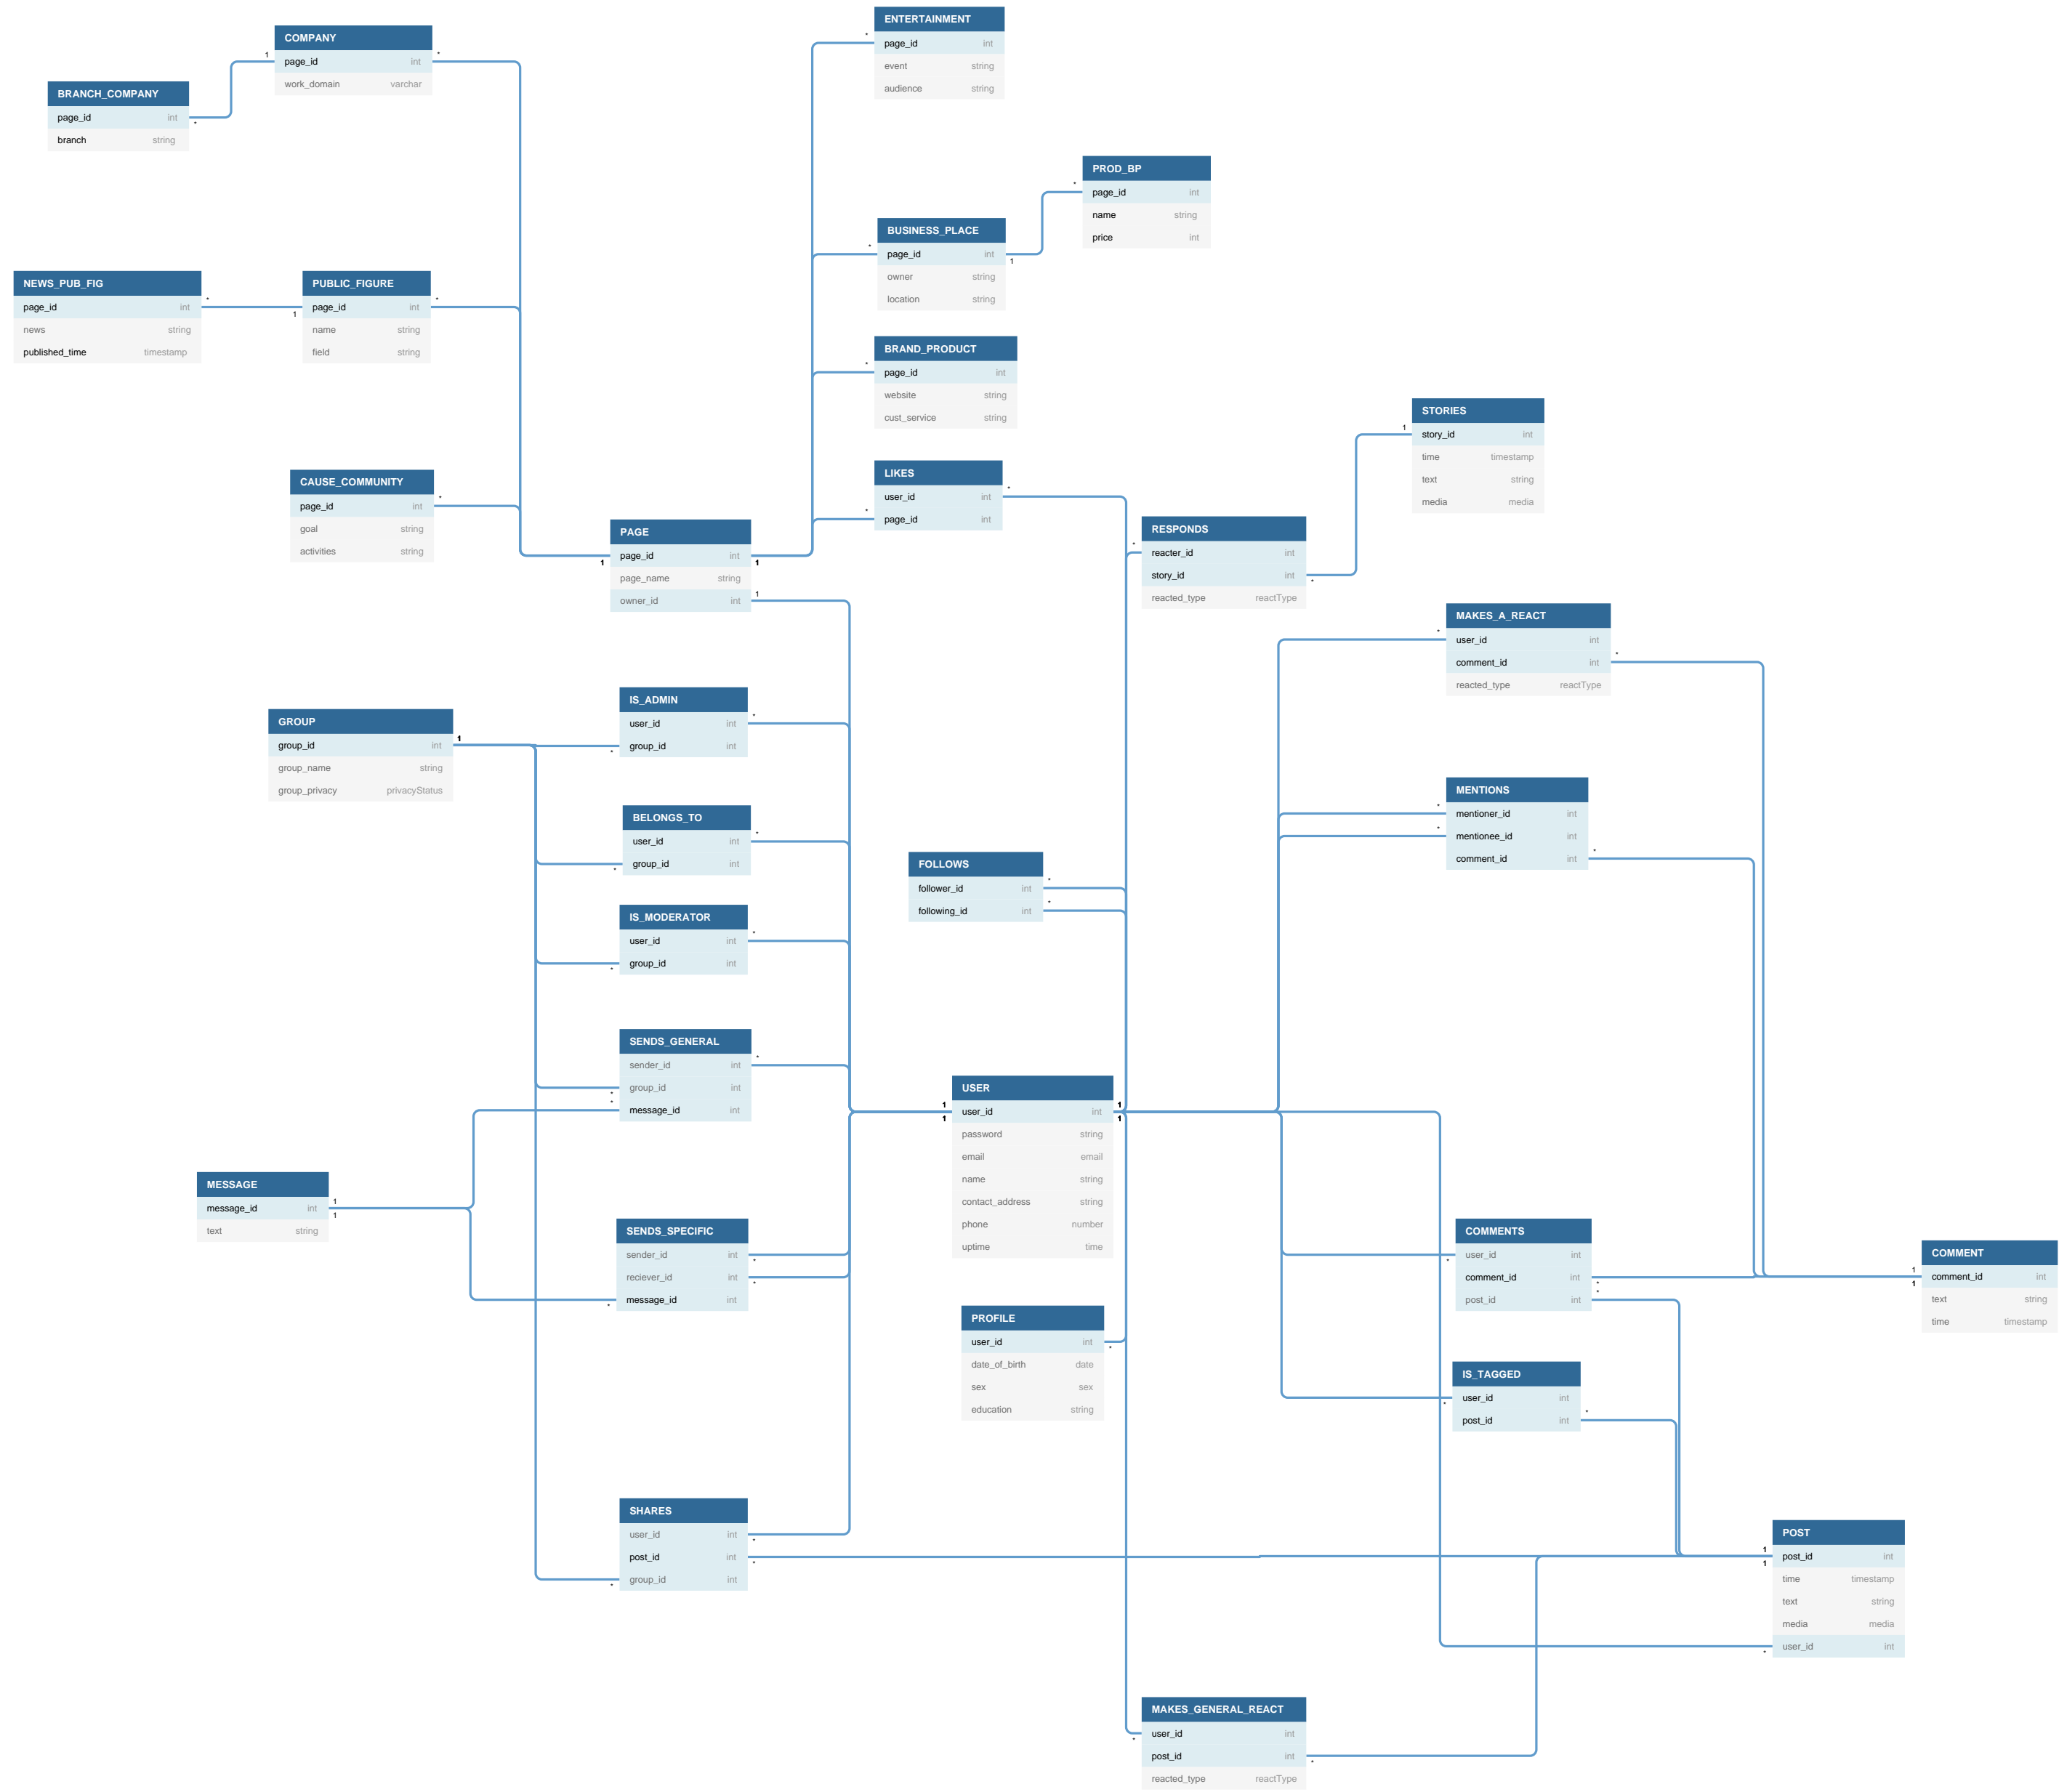 ENTERTAINMENT
page_id int
event string
audience string
COMPANY
page_id int
work_domain varchar
BRANCH_COMPANY
page_id int
branch string
PROD_BP
page_id int
name string
price int
BUSINESS_PLACE
page_id int
owner string
location string
NEWS_PUB_FIG
page_id int
news string
published_time timestamp
PUBLIC_FIGURE
page_id int
name string
field string
BRAND_PRODUCT
page_id int
website string
cust_service string
STORIES
story_id int
time timestamp
text string
media media
CAUSE_COMMUNITY
page_id int
goal string
activities string
LIKES
user_id int
page_id int
PAGE
page_id int
page_name string
owner_id int
RESPONDS
reacter_id int
story_id int
reacted_type reactType
MAKES_A_REACT
user_id int
comment_id int
reacted_type reactType
IS_ADMIN
user_id int
group_id int
GROUP
group_id int
group_name string
group_privacy privacyStatus
MENTIONS
mentioner_id int
mentionee_id int
comment_id int
BELONGS_TO
user_id int
group_id int
FOLLOWS
follower_id int
following_id int
IS_MODERATOR
user_id int
group_id int
SENDS_GENERAL
sender_id int
group_id int
message_id int
USER
user_id int
password string
email email
name string
contact_address string
phone number
uptime time
MESSAGE
message_id int
text string
SENDS_SPECIFIC
sender_id int
reciever_id int
message_id int
COMMENTS
user_id int
comment_id int
post_id int
COMMENT
comment_id int
text string
time timestamp
PROFILE
user_id int
date_of_birth date
sex sex
education string
IS_TAGGED
user_id int
post_id int
SHARES
user_id int
post_id int
group_id int
POST
post_id int
time timestamp
text string
media media
user_id int
MAKES_GENERAL_REACT
user_id int
post_id int
reacted_type reactType